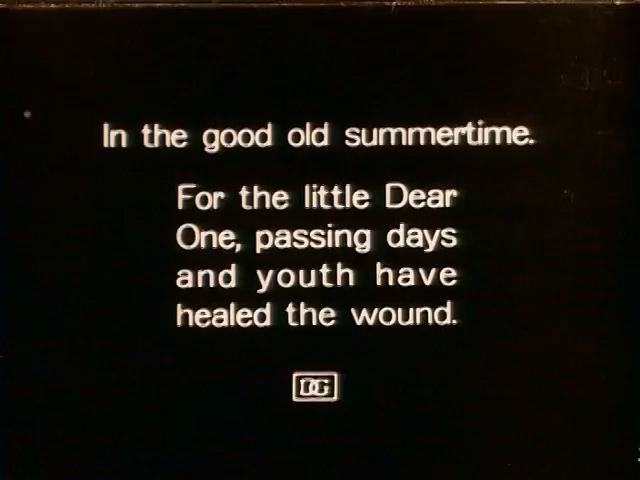 In the good old summertime.
For the little Dear
One, passing days
and youth have
healed the wound.
DG